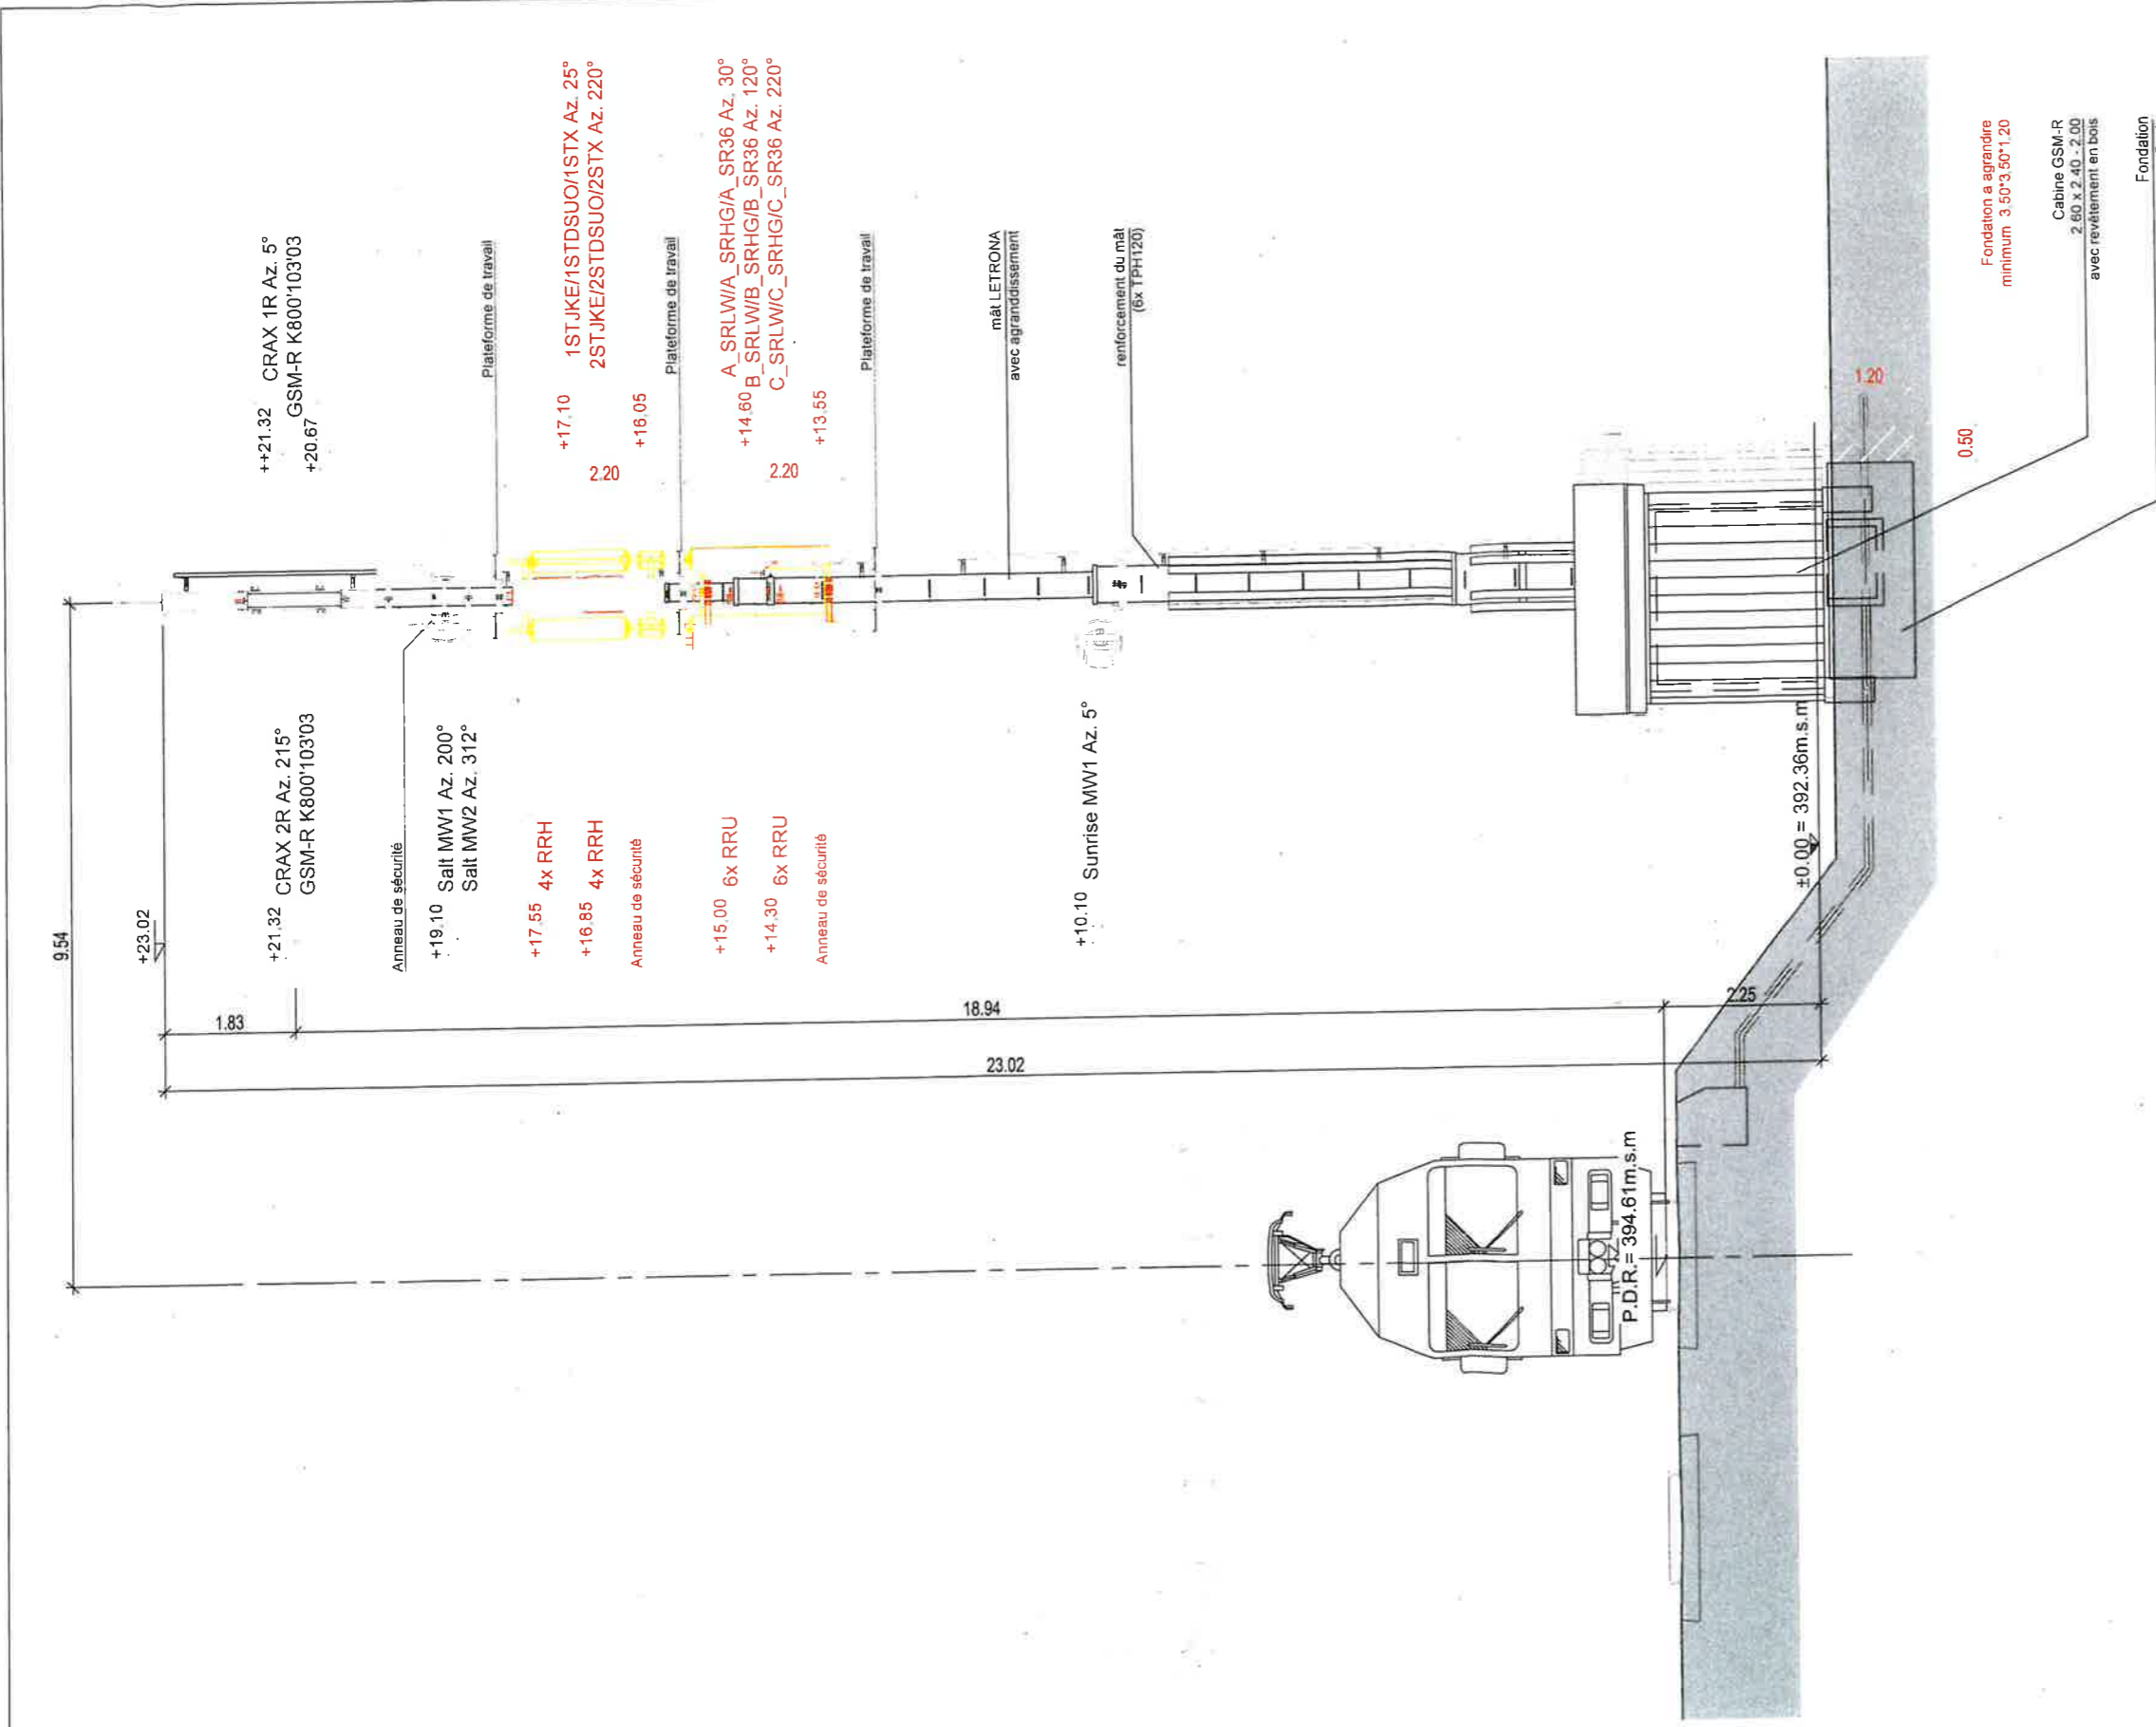 9.54
+23.02
1.83
18.94
23.02
2.25
++21.32 CRAX 1R Az. 5°
GSM-R K800'103'03
+20.67
+21.32 CRAX 2R Az. 215°
GSM-R K800'103'03
Anneau de sécurité
+19.10 Salt MW1 Az. 200°
Salt MW2 Az. 312°
Plateforme de travail
+17.10 1STJKE/1STDSUO/1STX Az. 25°
2STJKE/2STDSUO/2STX Az. 220°
2.20
+16.05
+17.55 4x RRH
+16.85 4x RRH
Anneau de sécurité
Plateforme de travail
A_SRLW/A_SRHG/A_SR36 Az. 30°
+14.60 B_SRLW/B_SRHG/B_SR36 Az. 120°
C_SRLW/C_SRHG/C_SR36 Az. 220°
2.20
+13.55
+15.00 6x RRU
+14.30 6x RRU
Anneau de sécurité
Plateforme de travail
mât LETRONA
avec agranddissement
+10.10 Sunrise MW1 Az. 5°
renforcement du mât
(6x TPH120)
±0.00 = 392.36m.s.m
P.D.R.= 394.61m.s.m
1.20
0.50
Fondation a agrandire
minimum 3.50*3.50*1.20
Cabine GSM-R
2.60 x 2.40 - 2.00
avec revêtement en bois
Fondation